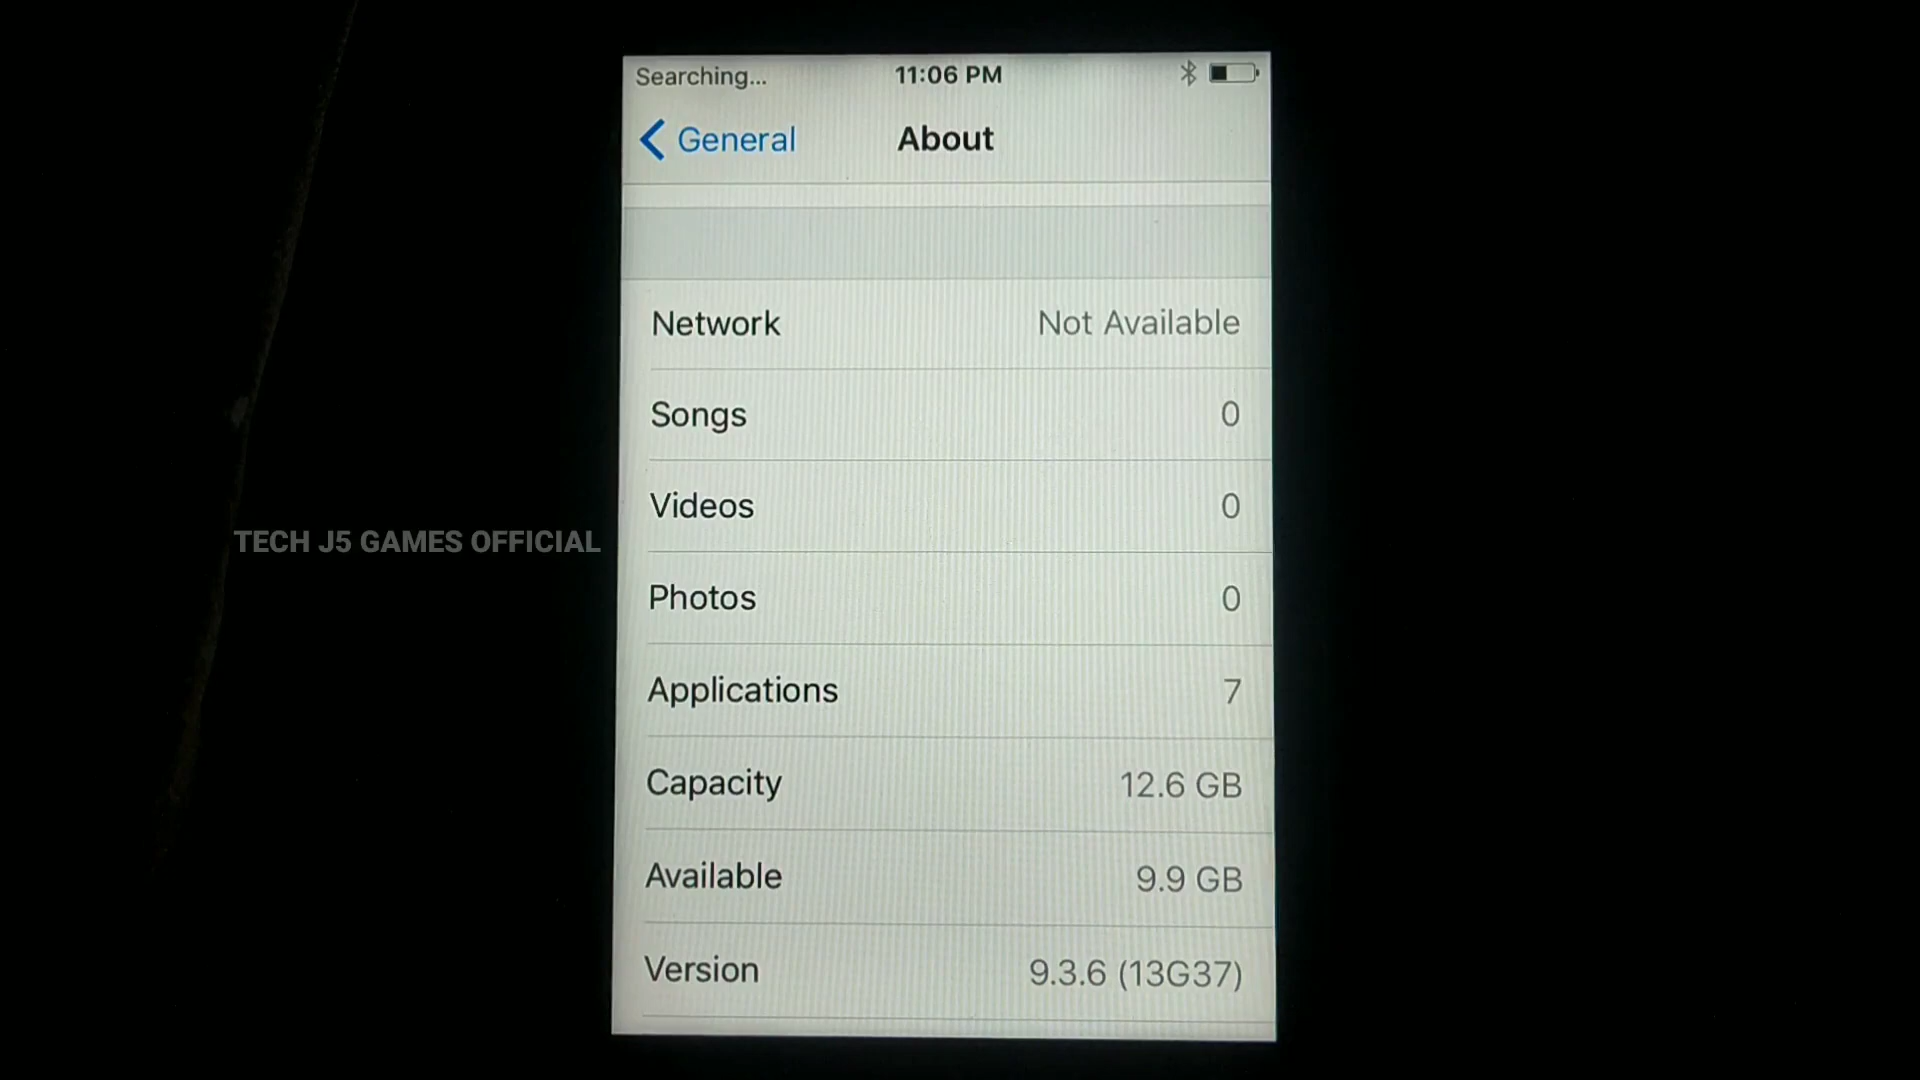 Searching...
11:06 PM
General
About
Network
Not Available
Songs
0
Videos
0
TECH J5 GAMES OFFICIAL
Photos
0
Applications
7
Capacity
12.6 GB
Available
9.9 GB
Version
9.3.6 (13G37)